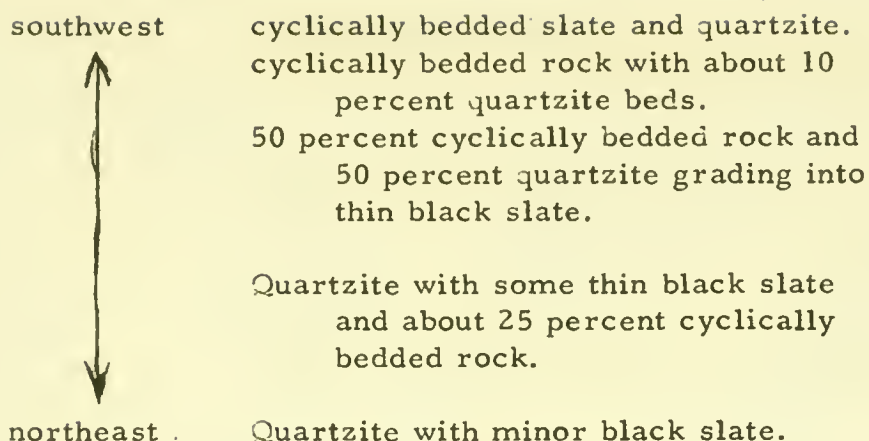 southwest cyclically bedded slate and quartzite.
cyclically bedded rock with about 10
percent quartzite beds.
50 percent cyclically bedded rock and
50 percent quartzite grading into
thin black slate.
Quartzite with some thin black slate
and about 25 percent cyclically
bedded rock.
northeast Quartzite with minor black slate.